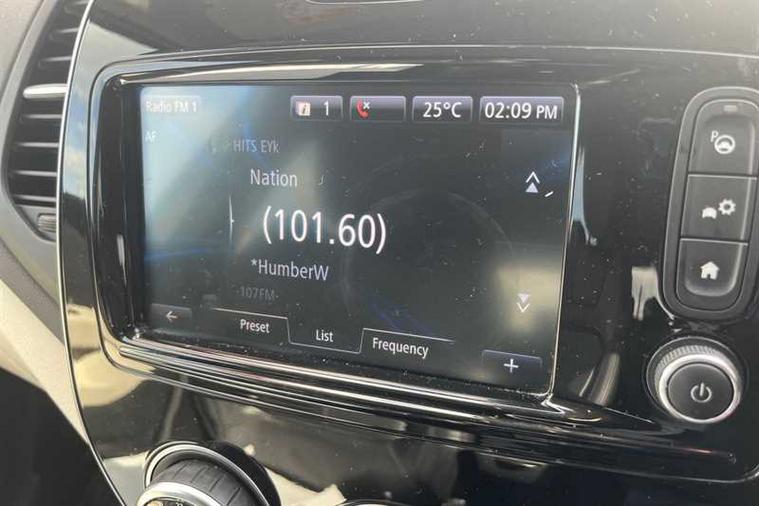 Radio FM 1
1
25°C
02:09 PM
AF
HITS EYk
Nation
(101.60)
*HumberW
-107FM-
Preset
List
Frequency
+
P